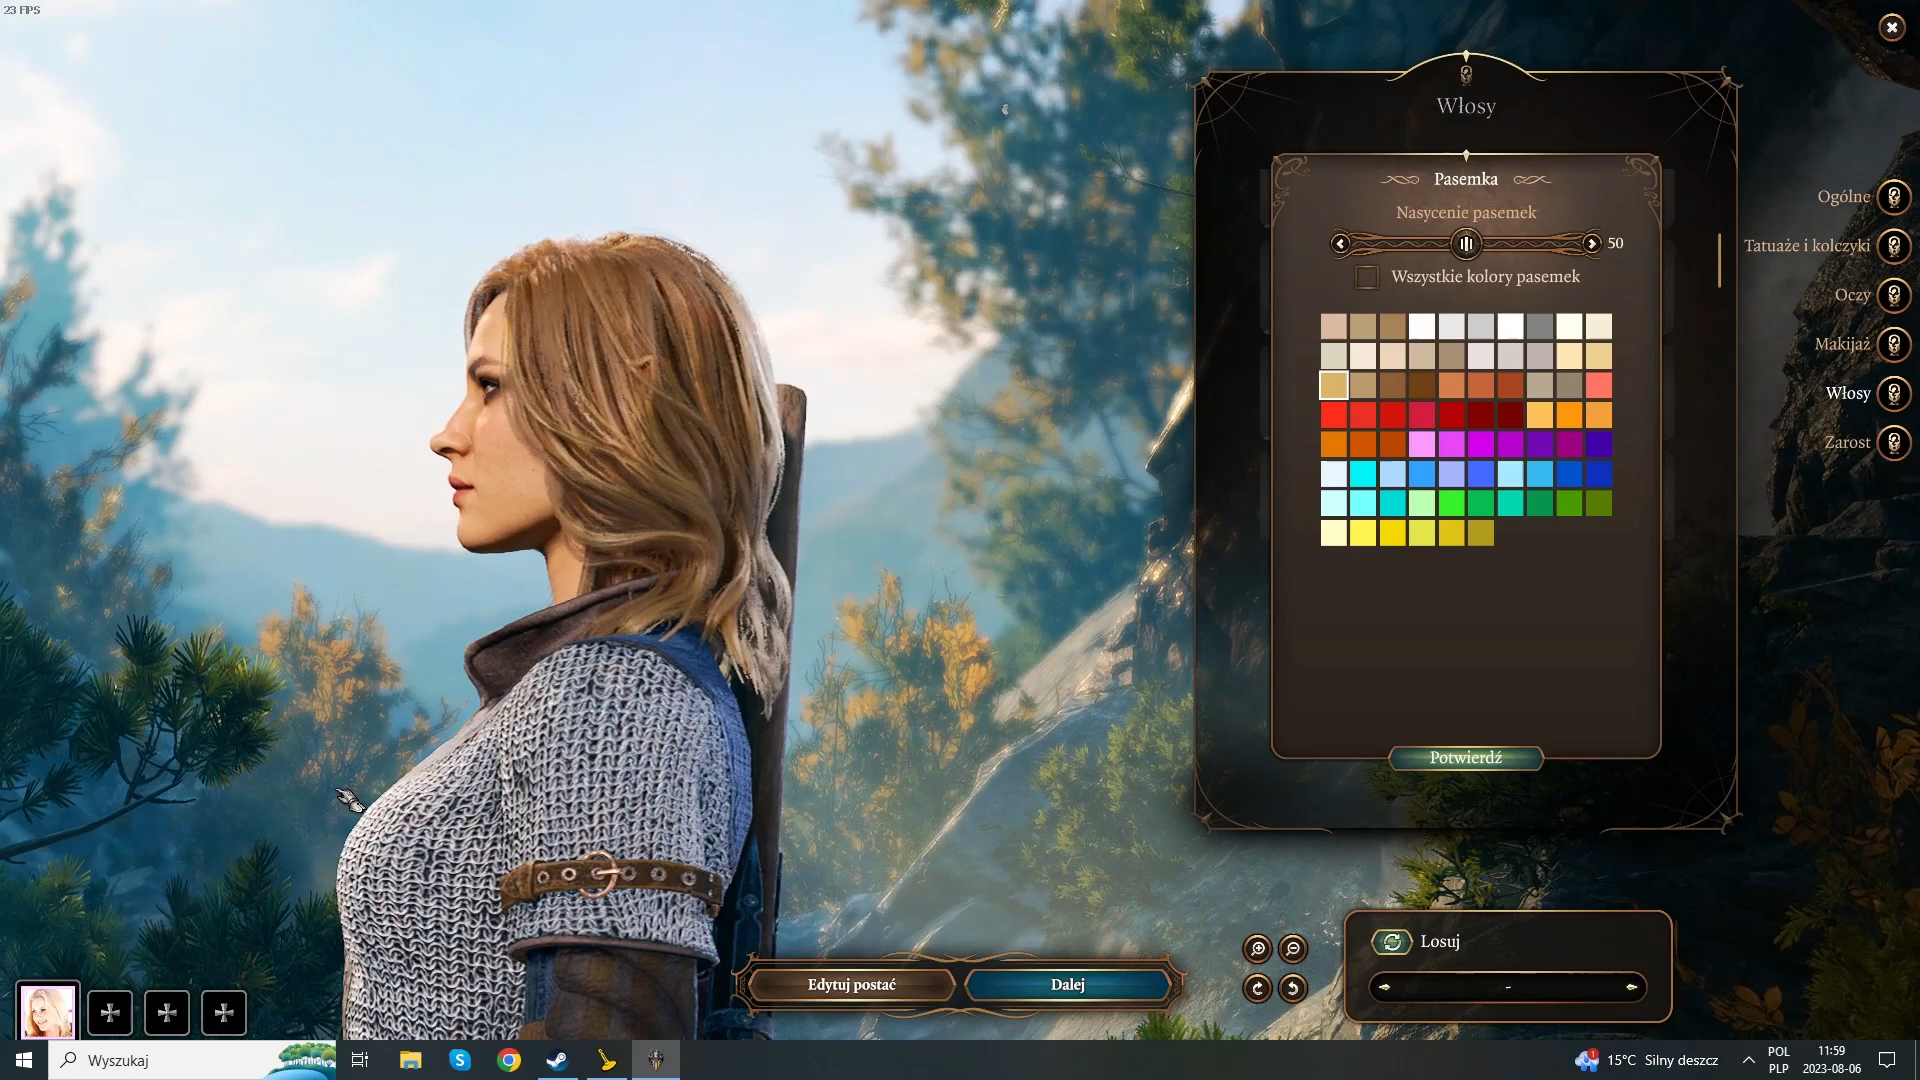 23 FPS
Włosy
Pasemka
Nasycenie pasemek
50
Wszystkie kolory pasemek
Potwierdź
Ogólne
Tatuaże i kolczyki
Oczy
Makijaż
Włosy
Zarost
Losuj
-
Edytuj postać
Dalej
Wyszukaj
1
15°C Silny deszcz
POL
PLP
11:59
2023-08-06